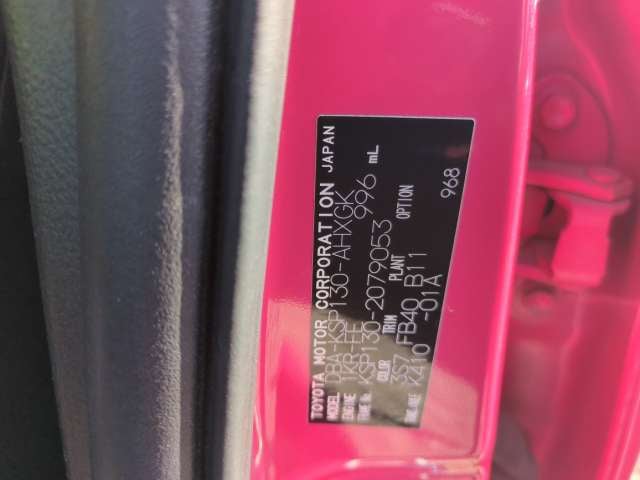 TOYOTA MOTOR CORPORATION JAPAN
MODEL DBA-KSP130-AHXGK
ENGINE 1KR-FE 996 mL
FRAME No. KSP130-2079053
COLOR TRIM PLANT OPTION
3S7 FB40 B11 968
TRANS./AXLE K410 -01A